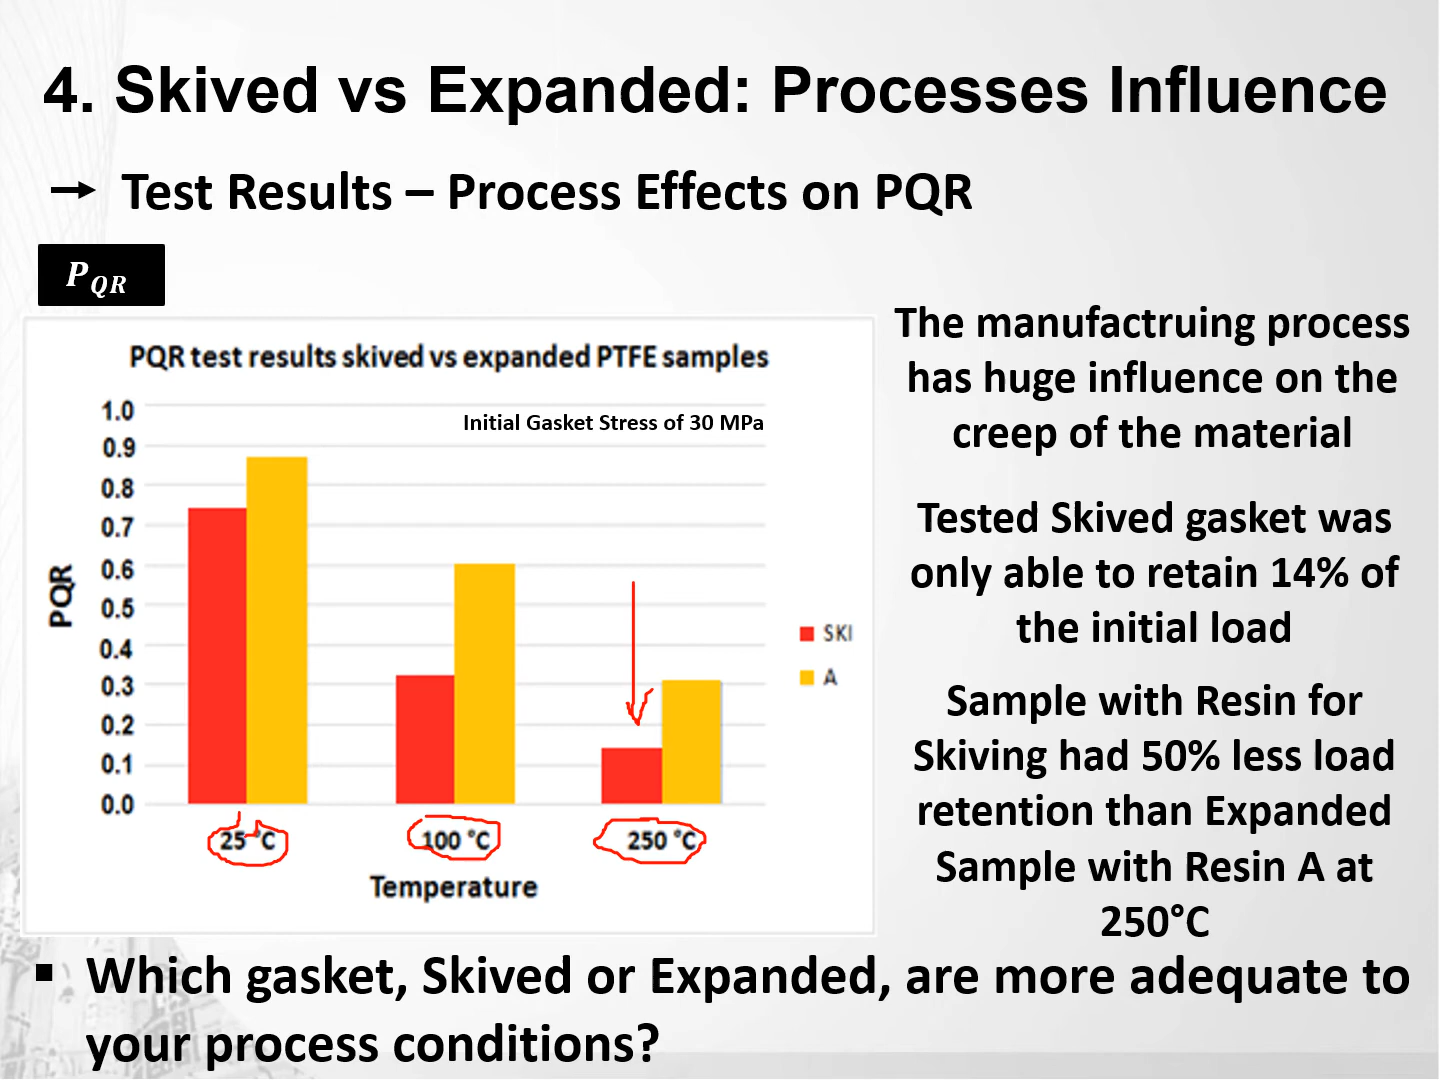 4. Skived vs Expanded: Processes Influence
→ Test Results – Process Effects on PQR
PQR
PQR test results skived vs expanded PTFE samples
Initial Gasket Stress of 30 MPa
1.0
0.9
0.8
0.7
0.6
0.5
0.4
0.3
0.2
0.1
0.0
PQR
25 °C 100 °C 250 °C
Temperature
SKI
A
The manufactruing process
has huge influence on the
creep of the material
Tested Skived gasket was
only able to retain 14% of
the initial load
Sample with Resin for
Skiving had 50% less load
retention than Expanded
Sample with Resin A at
250°C
▪ Which gasket, Skived or Expanded, are more adequate to
your process conditions?